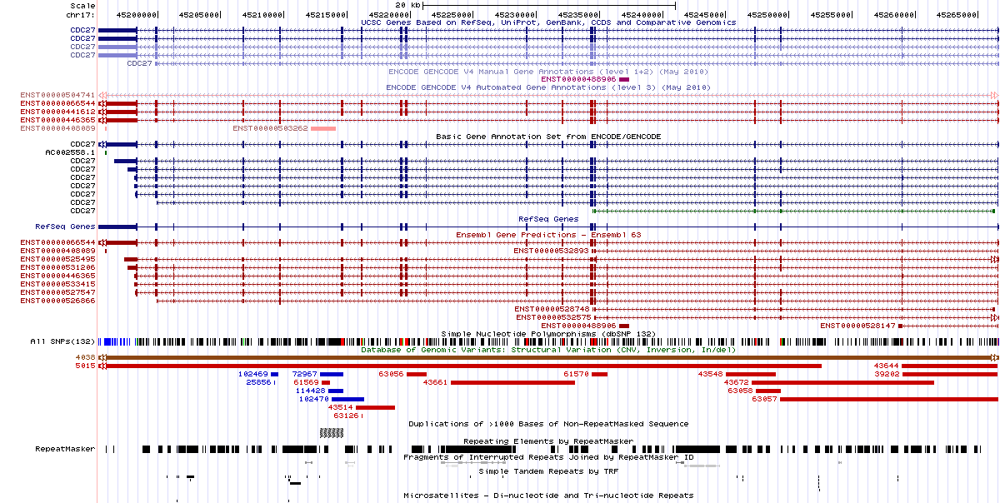 Scale 20 kb
chr17: 45200000 45205000 45210000 45215000 45220000 45225000 45230000 45235000 45240000 45245000 45250000 45255000 45260000 45265000
UCSC Genes Based on RefSeq, UniProt, GenBank, CCDS and Comparative Genomics
CDC27
CDC27
CDC27
CDC27
CDC27
ENCODE GENCODE V4 Manual Gene Annotations (level 1+2) (May 2010)
ENST00000488906
ENCODE GENCODE V4 Automated Gene Annotations (level 3) (May 2010)
ENST00000504741
ENST00000066544
ENST00000441612
ENST00000446365
ENST00000408089 ENST00000503262
Basic Gene Annotation Set from ENCODE/GENCODE
CDC27
AC002558.1
CDC27
CDC27
CDC27
CDC27
CDC27
CDC27
CDC27
RefSeq Genes
RefSeq Genes
Ensembl Gene Predictions - Ensembl 63
ENST00000066544
ENST00000408089 ENST00000532893
ENST00000525495
ENST00000531206
ENST00000446365
ENST00000533415
ENST00000527547
ENST00000526866
ENST00000528748
ENST00000532575
ENST00000488906 ENST00000528147
Simple Nucleotide Polymorphisms (dbSNP 132)
All SNPs(132)
Database of Genomic Variants: Structural Variation (CNV, Inversion, In/del)
4038
5015 43644
102469 72967 63056 61570 43548 39202
25856 61569 43661 43672
114428 63058
102470 63057
43514
63126
Duplications of >1000 Bases of Non-RepeatMasked Sequence
Repeating Elements by RepeatMasker
RepeatMasker
Fragments of Interrupted Repeats Joined by RepeatMasker ID
Simple Tandem Repeats by TRF
Microsatellites - Di-nucleotide and Tri-nucleotide Repeats